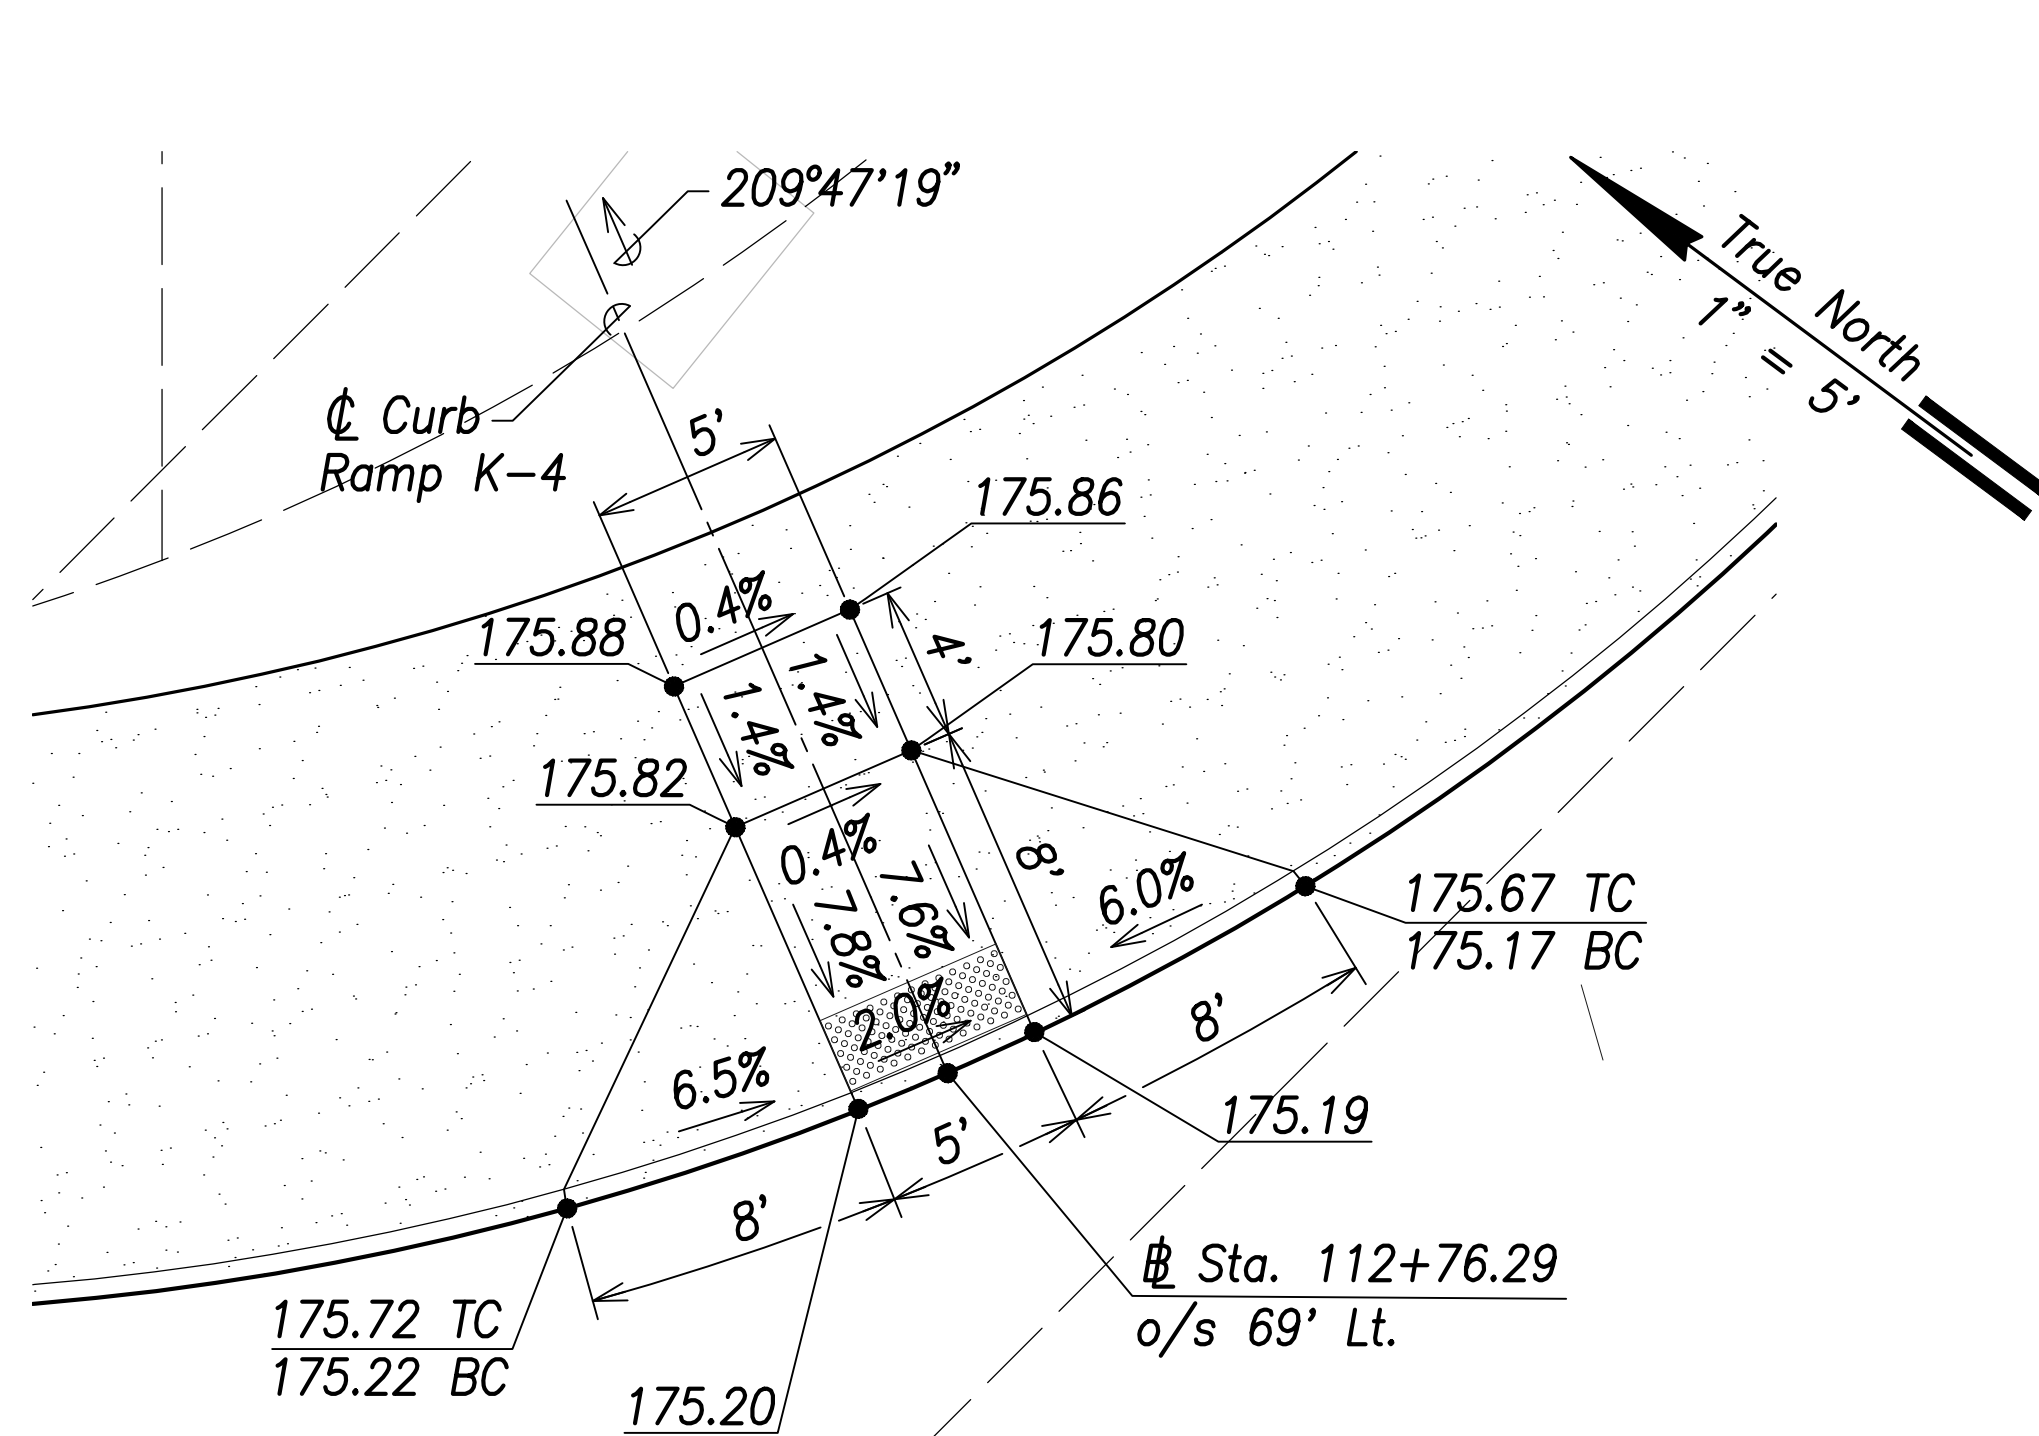 209°47'19"
True North
1" = 5'
℄ Curb
Ramp K-4
5'
175.86
0.4%
175.88
175.80
4'
1.4%
1.4%
175.82
0.4%
8'
7.6%
7.8%
6.0%
175.67 TC
175.17 BC
2.0%
8'
6.5%
175.19
5'
8'
B̲L Sta. 112+76.29
o/s 69' Lt.
175.72 TC
175.22 BC
175.20